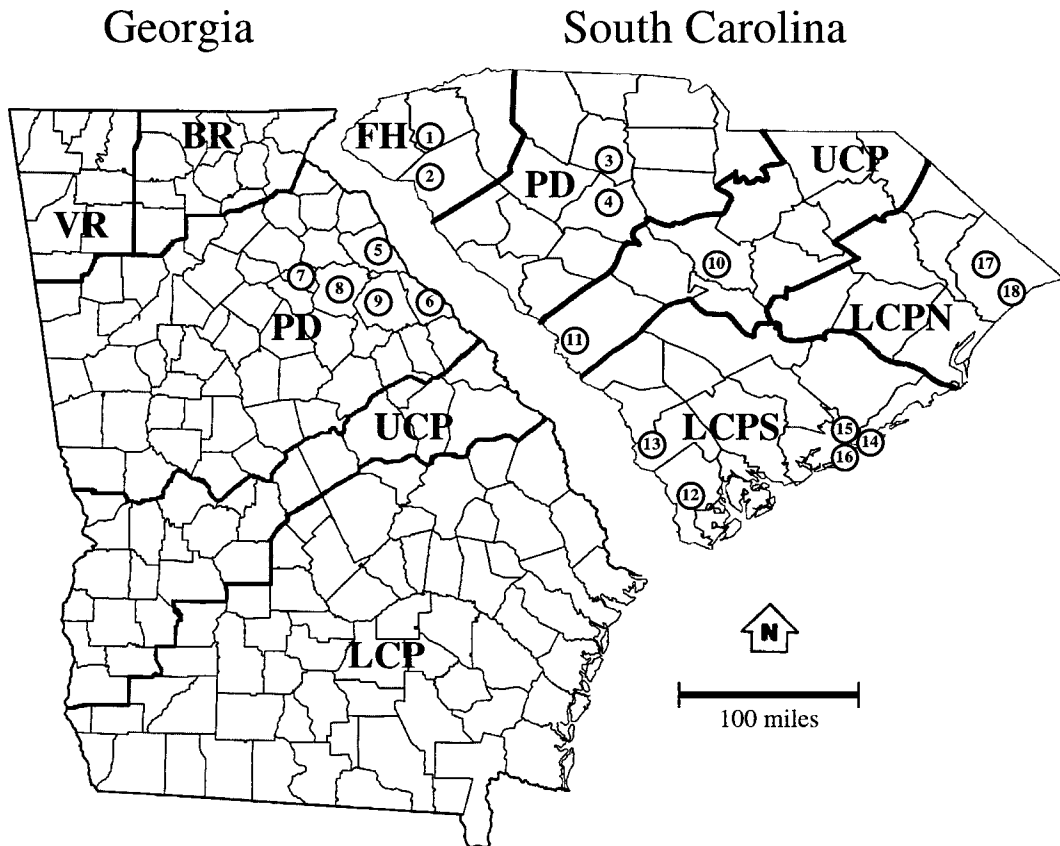 Georgia
South Carolina
BR
FH
1
UCP
3
2
PD
4
VR
5
17
10
7
8
9
6
18
PD
LCPN
11
UCP
LCPS
15
14
13
16
12
N
LCP
100 miles